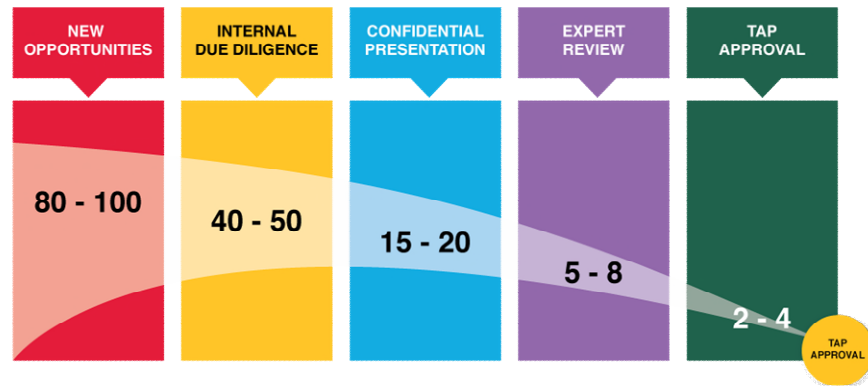 NEW
OPPORTUNITIES
INTERNAL
DUE DILIGENCE
CONFIDENTIAL
PRESENTATION
EXPERT
REVIEW
TAP
APPROVAL
80 - 100
40 - 50
15 - 20
5 - 8
2 - 4
TAP
APPROVAL